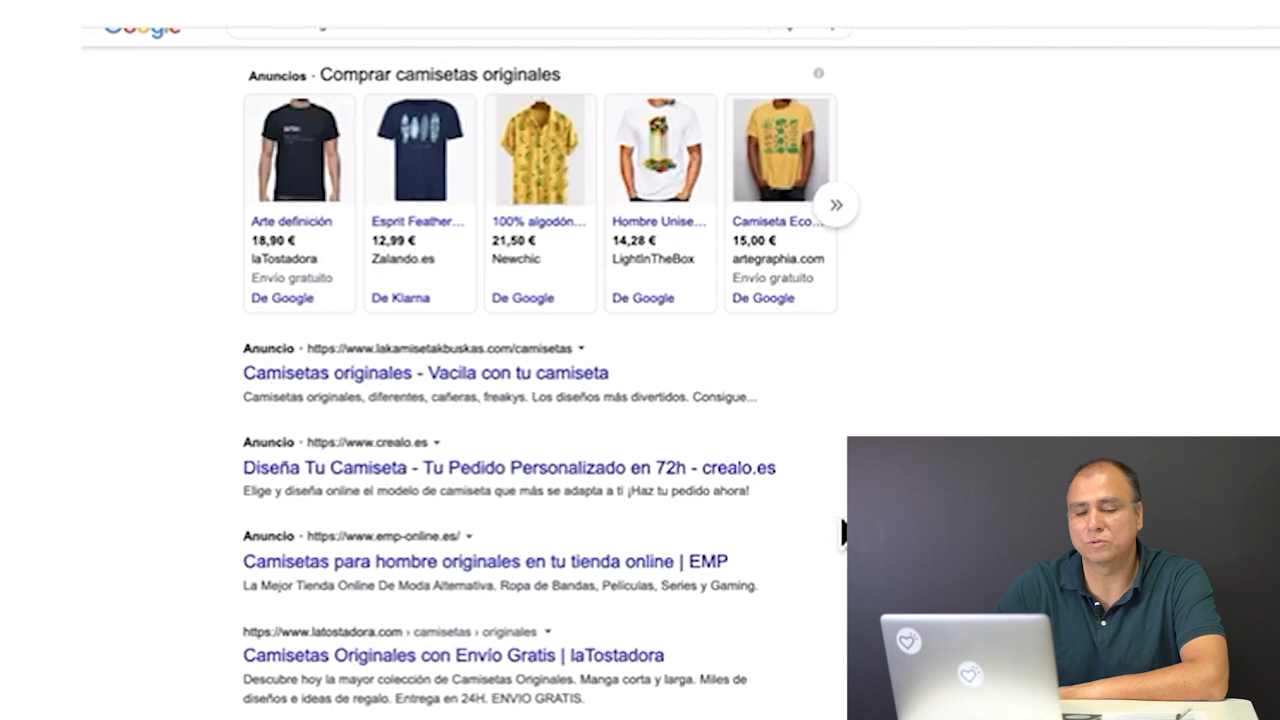 Google
Anuncios · Comprar camisetas originales
Arte definición
18,90 €
laTostadora
Envío gratuito
De Google
Esprit Feather...
12,99 €
Zalando.es
De Klarna
100% algodón...
21,50 €
Newchic
De Google
Hombre Unise...
14,28 €
LightInTheBox
De Google
Camiseta Eco...
15,00 €
artegraphia.com
Envío gratuito
De Google
Anuncio · https://www.lakamisetakbuskas.com/camisetas
Camisetas originales - Vacila con tu camiseta
Camisetas originales, diferentes, cañeras, freakys. Los diseños más divertidos. Consigue...
Anuncio · https://www.crealo.es
Diseña Tu Camiseta - Tu Pedido Personalizado en 72h - crealo.es
Elige y diseña online el modelo de camiseta que más se adapta a ti ¡Haz tu pedido ahora!
Anuncio · https://www.emp-online.es/
Camisetas para hombre originales en tu tienda online | EMP
La Mejor Tienda Online De Moda Alternativa. Ropa de Bandas, Películas, Series y Gaming.
https://www.latostadora.com › camisetas › originales
Camisetas Originales con Envío Gratis | laTostadora
Descubre hoy la mayor colección de Camisetas Originales. Manga corta y larga. Miles de
diseños e ideas de regalo. Entrega en 24H. ENVIO GRATIS.